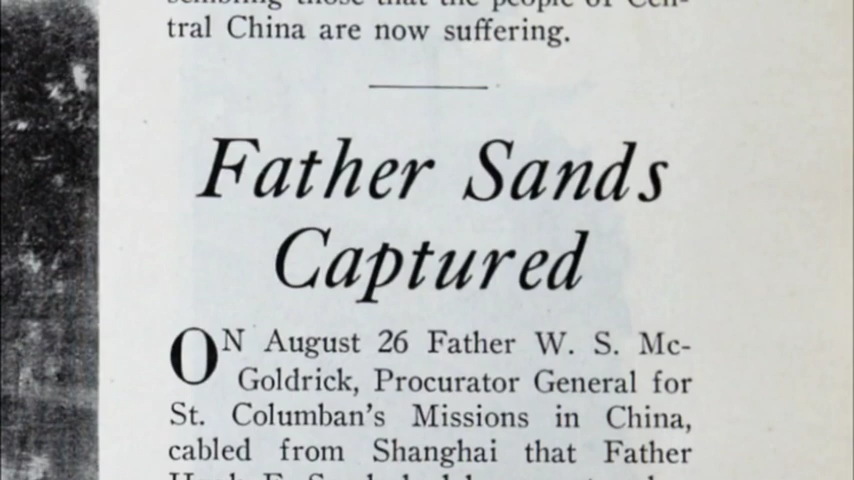 those that the people of Cen-
tral China are now suffering.
Father Sands
Captured
ON August 26 Father W. S. Mc-
Goldrick, Procurator General for
St. Columban's Missions in China,
cabled from Shanghai that Father